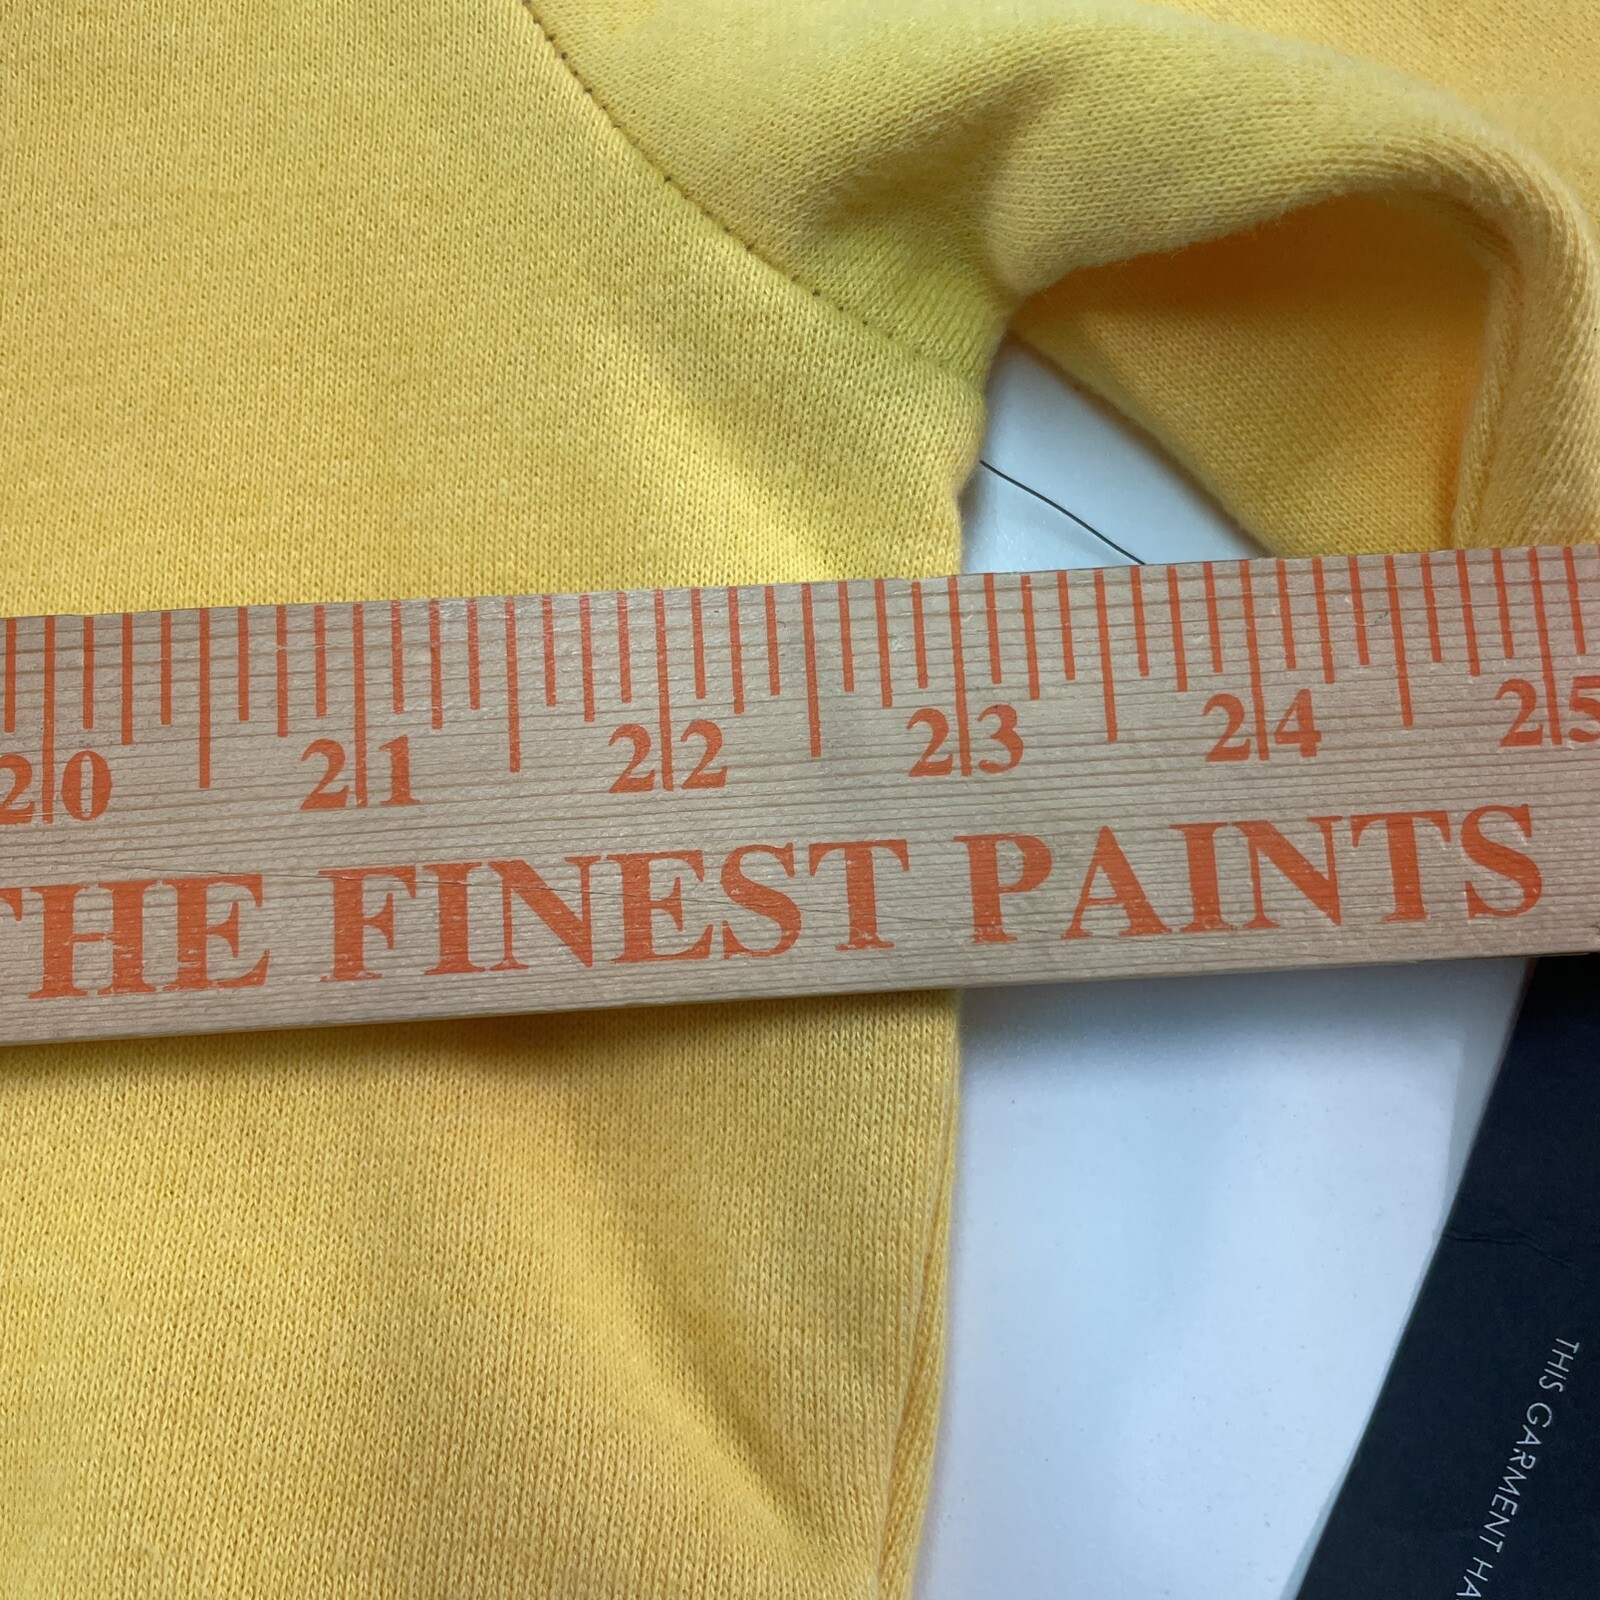 20 21 22 23 24 25
THE FINEST PAINTS
THIS GARMENT HA